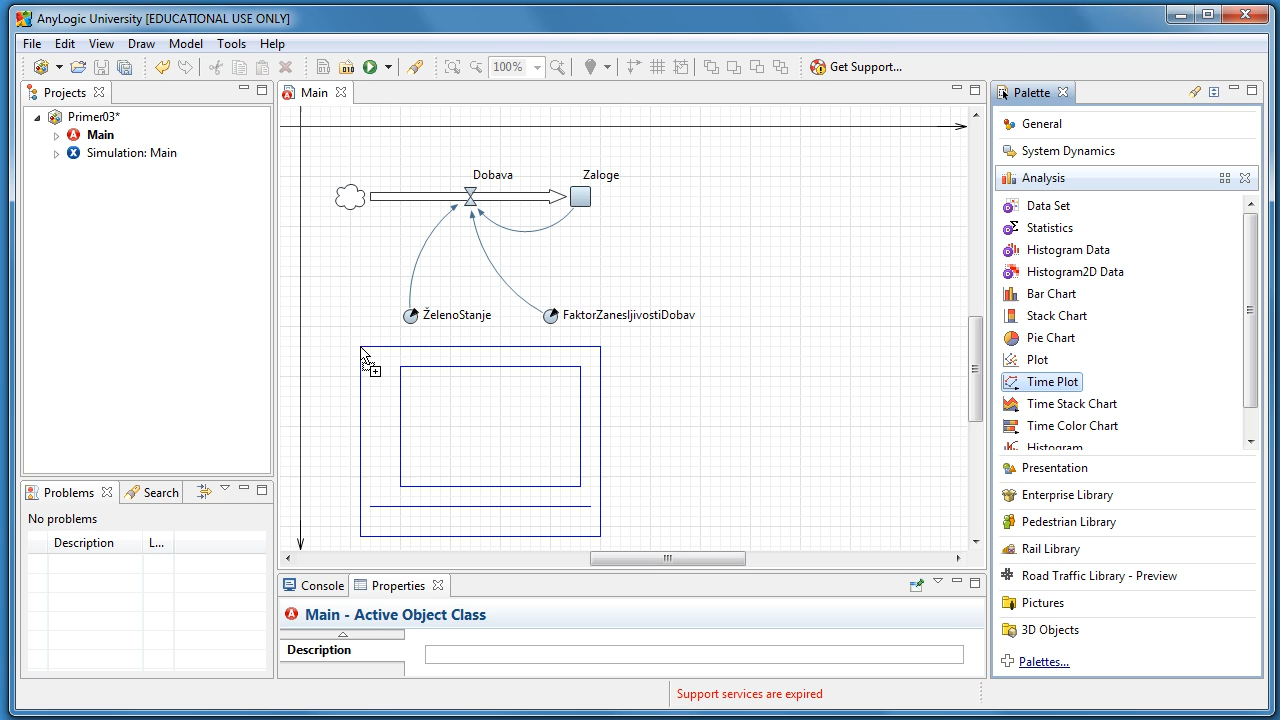 AnyLogic University [EDUCATIONAL USE ONLY]
File Edit View Draw Model Tools Help
100% Get Support...
Projects
Primer03*
Main
Simulation: Main
Main
Dobava
Zaloge
ŽelenoStanje
FaktorZanesljivostiDobav
Palette
General
System Dynamics
Analysis
Data Set
Statistics
Histogram Data
Histogram2D Data
Bar Chart
Stack Chart
Pie Chart
Plot
Time Plot
Time Stack Chart
Time Color Chart
Histogram
Presentation
Enterprise Library
Pedestrian Library
Rail Library
Road Traffic Library - Preview
Pictures
3D Objects
Palettes...
Problems Search
No problems
Description L...
Console Properties
Main - Active Object Class
Description
Support services are expired